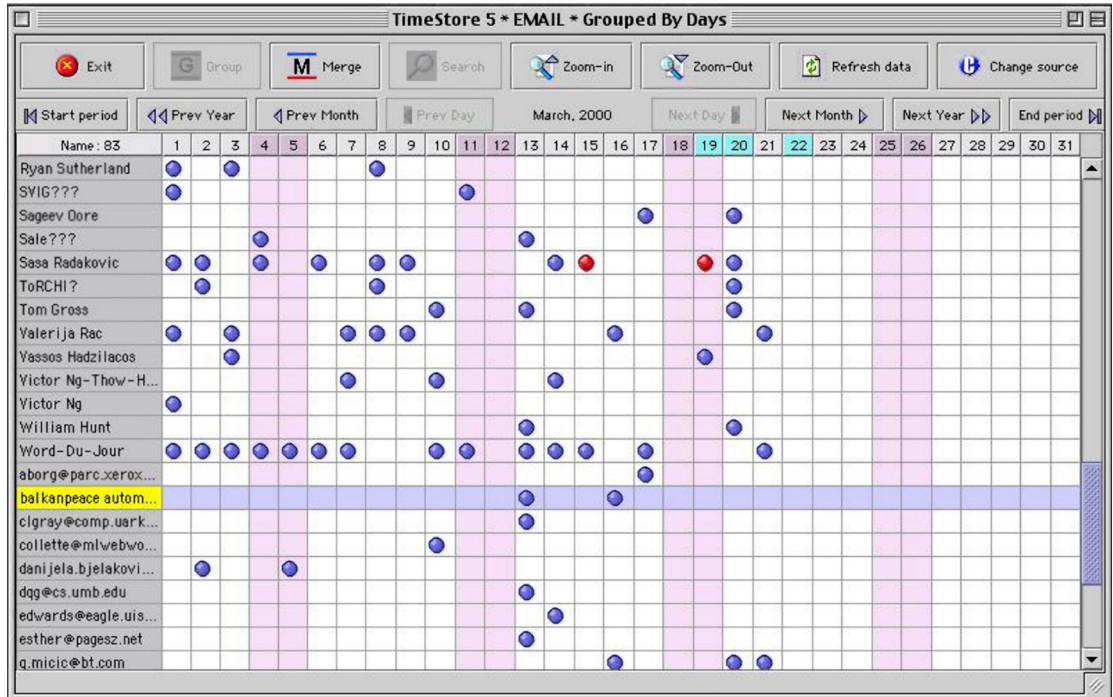 TimeStore 5 * EMAIL * Grouped By Days
Exit G Group M Merge Search Zoom-in Zoom-Out Refresh data Change source
Start period Prev Year Prev Month Prev Day March, 2000 Next Day Next Month Next Year End period
Name: 83 1 2 3 4 5 6 7 8 9 10 11 12 13 14 15 16 17 18 19 20 21 22 23 24 25 26 27 28 29 30 31
Ryan Sutherland
SVIG???
Sageev Oore
Sale???
Sasa Radakovic
ToRCHI?
Tom Gross
Valerija Rac
Vassos Hadzilacos
Victor Ng-Thow-H...
Victor Ng
William Hunt
Word-Du-Jour
aborg@parc.xerox...
balkanpeace autom...
clgray@comp.uark...
collette@mlwebwo...
danijela.bjelakovi...
dqg@cs.umb.edu
edwards@eagle.uis...
esther@pagesz.net
g.micic@bt.com